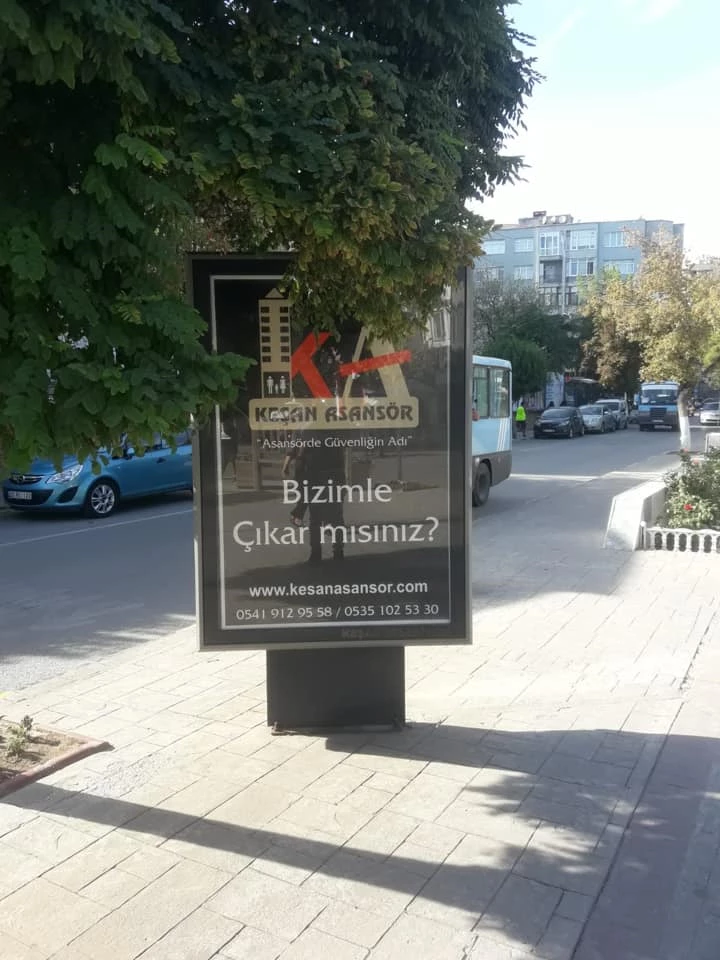 KA
KEŞAN ASANSÖR
"Asansörde Güvenliğin Adı"
Bizimle
Çıkar mısınız?
www.kesanasansor.com
0541 912 95 58 / 0535 102 53 30